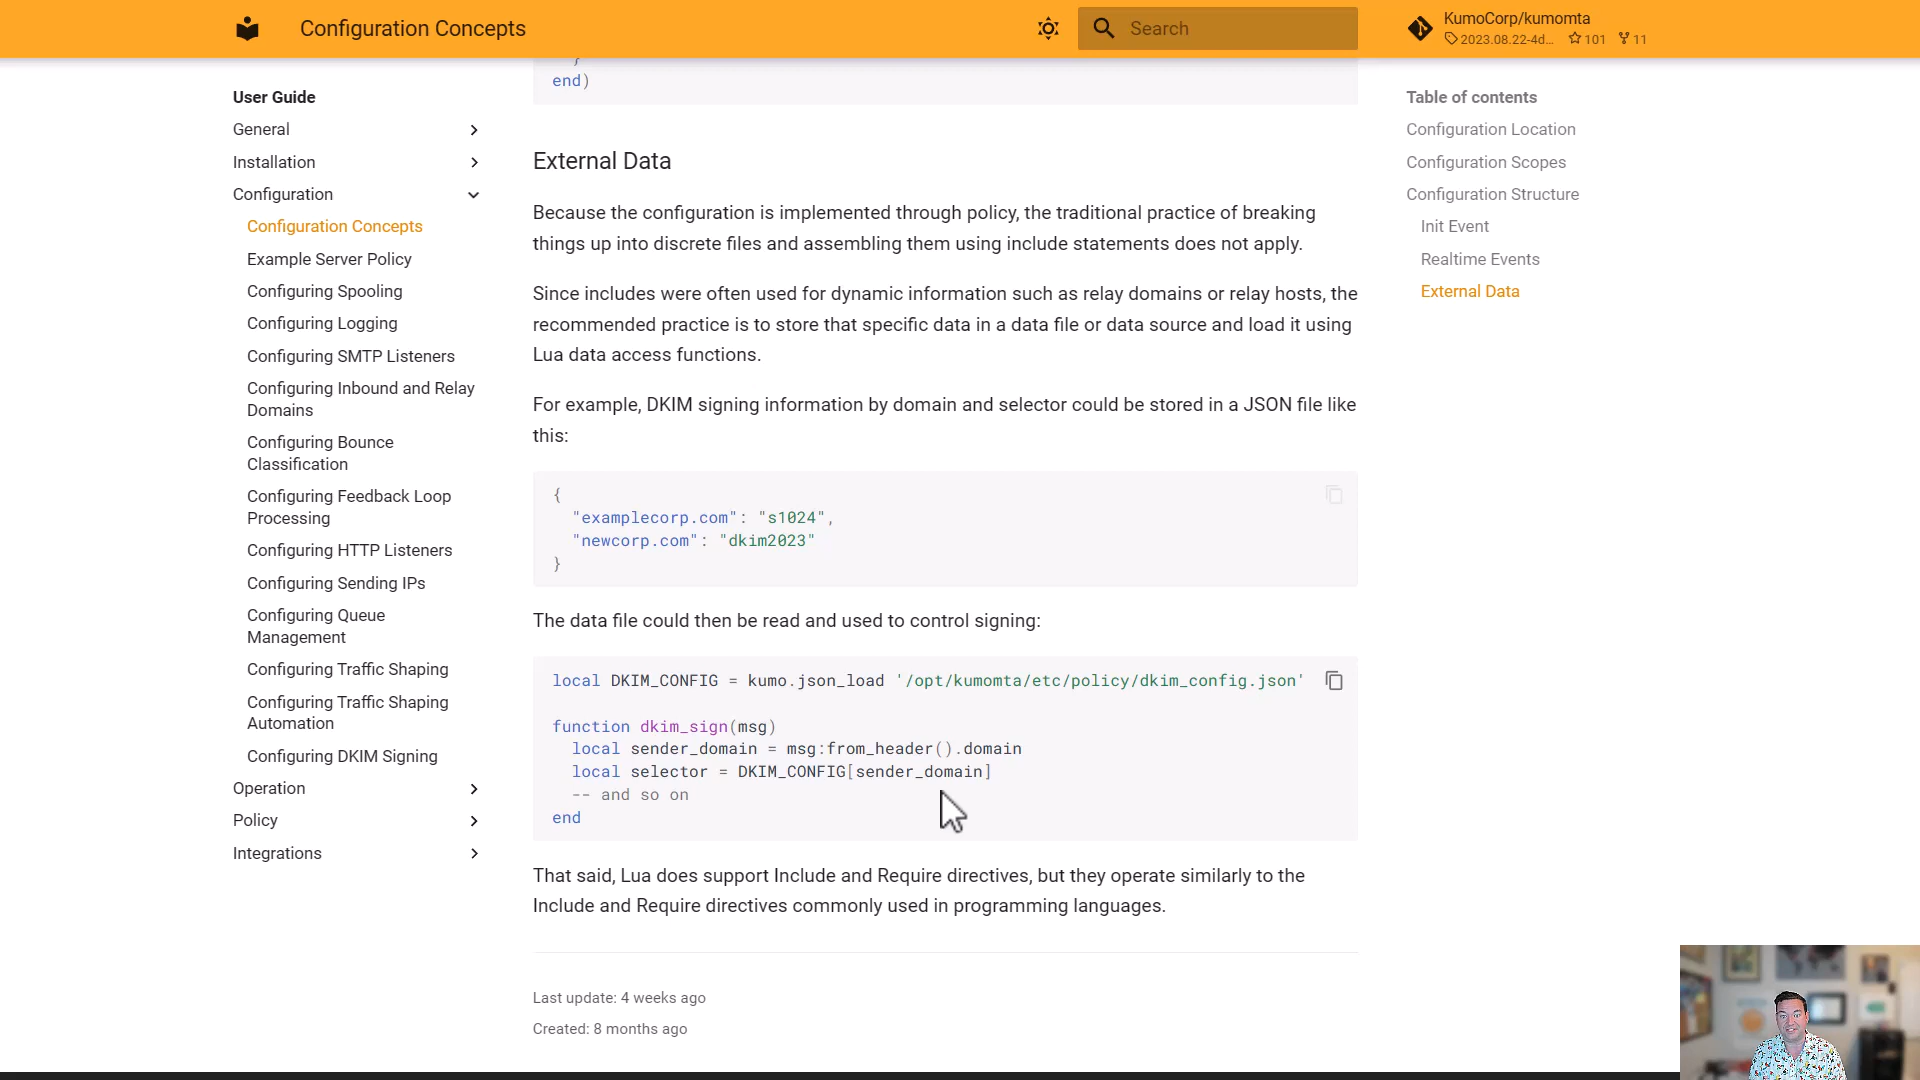 Configuration Concepts
Search
KumoCorp/kumomta
2023.08.22-4d... 101 11
User Guide
General
Installation
Configuration
Configuration Concepts
Example Server Policy
Configuring Spooling
Configuring Logging
Configuring SMTP Listeners
Configuring Inbound and Relay
Domains
Configuring Bounce
Classification
Configuring Feedback Loop
Processing
Configuring HTTP Listeners
Configuring Sending IPs
Configuring Queue
Management
Configuring Traffic Shaping
Configuring Traffic Shaping
Automation
Configuring DKIM Signing
Operation
Policy
Integrations
}
end)
External Data
Because the configuration is implemented through policy, the traditional practice of breaking
things up into discrete files and assembling them using include statements does not apply.
Since includes were often used for dynamic information such as relay domains or relay hosts, the
recommended practice is to store that specific data in a data file or data source and load it using
Lua data access functions.
For example, DKIM signing information by domain and selector could be stored in a JSON file like
this:
{
"examplecorp.com": "s1024",
"newcorp.com": "dkim2023"
}
The data file could then be read and used to control signing:
local DKIM_CONFIG = kumo.json_load '/opt/kumomta/etc/policy/dkim_config.json'
function dkim_sign(msg)
local sender_domain = msg:from_header().domain
local selector = DKIM_CONFIG[sender_domain]
-- and so on
end
That said, Lua does support Include and Require directives, but they operate similarly to the
Include and Require directives commonly used in programming languages.
Last update: 4 weeks ago
Created: 8 months ago
Table of contents
Configuration Location
Configuration Scopes
Configuration Structure
Init Event
Realtime Events
External Data